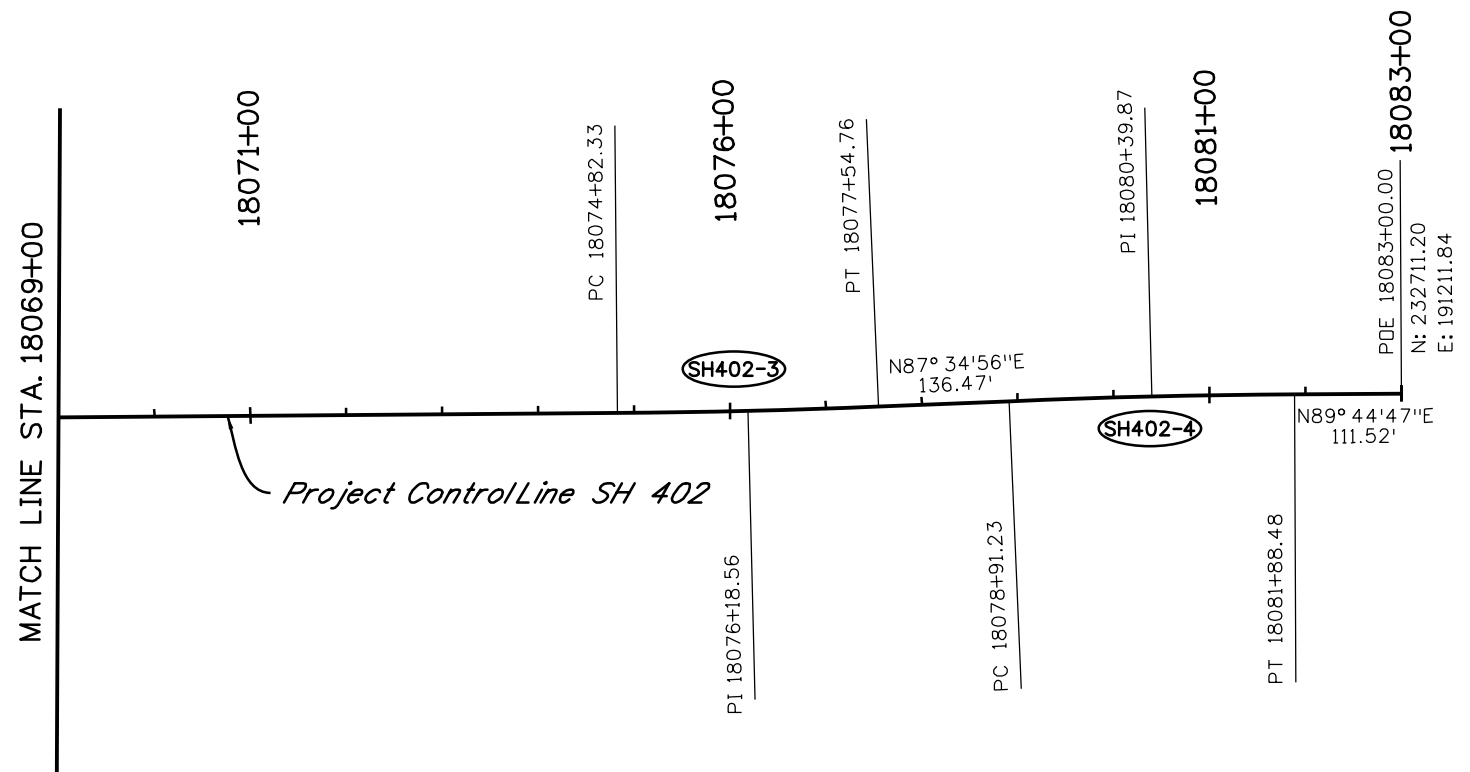 MATCH LINE STA. 18069+00
18071+00
PC 18074+82.33
18076+00
PT 18077+54.76
PI 18080+39.87
18081+00
18083+00
POE 18083+00.00
N: 232711.20
E: 191211.84
SH402-3
N87° 34'56"E
136.47'
SH402-4
N89° 44'47"E
111.52'
Project Control Line SH 402
PI 18076+18.56
PC 18078+91.23
PT 18081+88.48